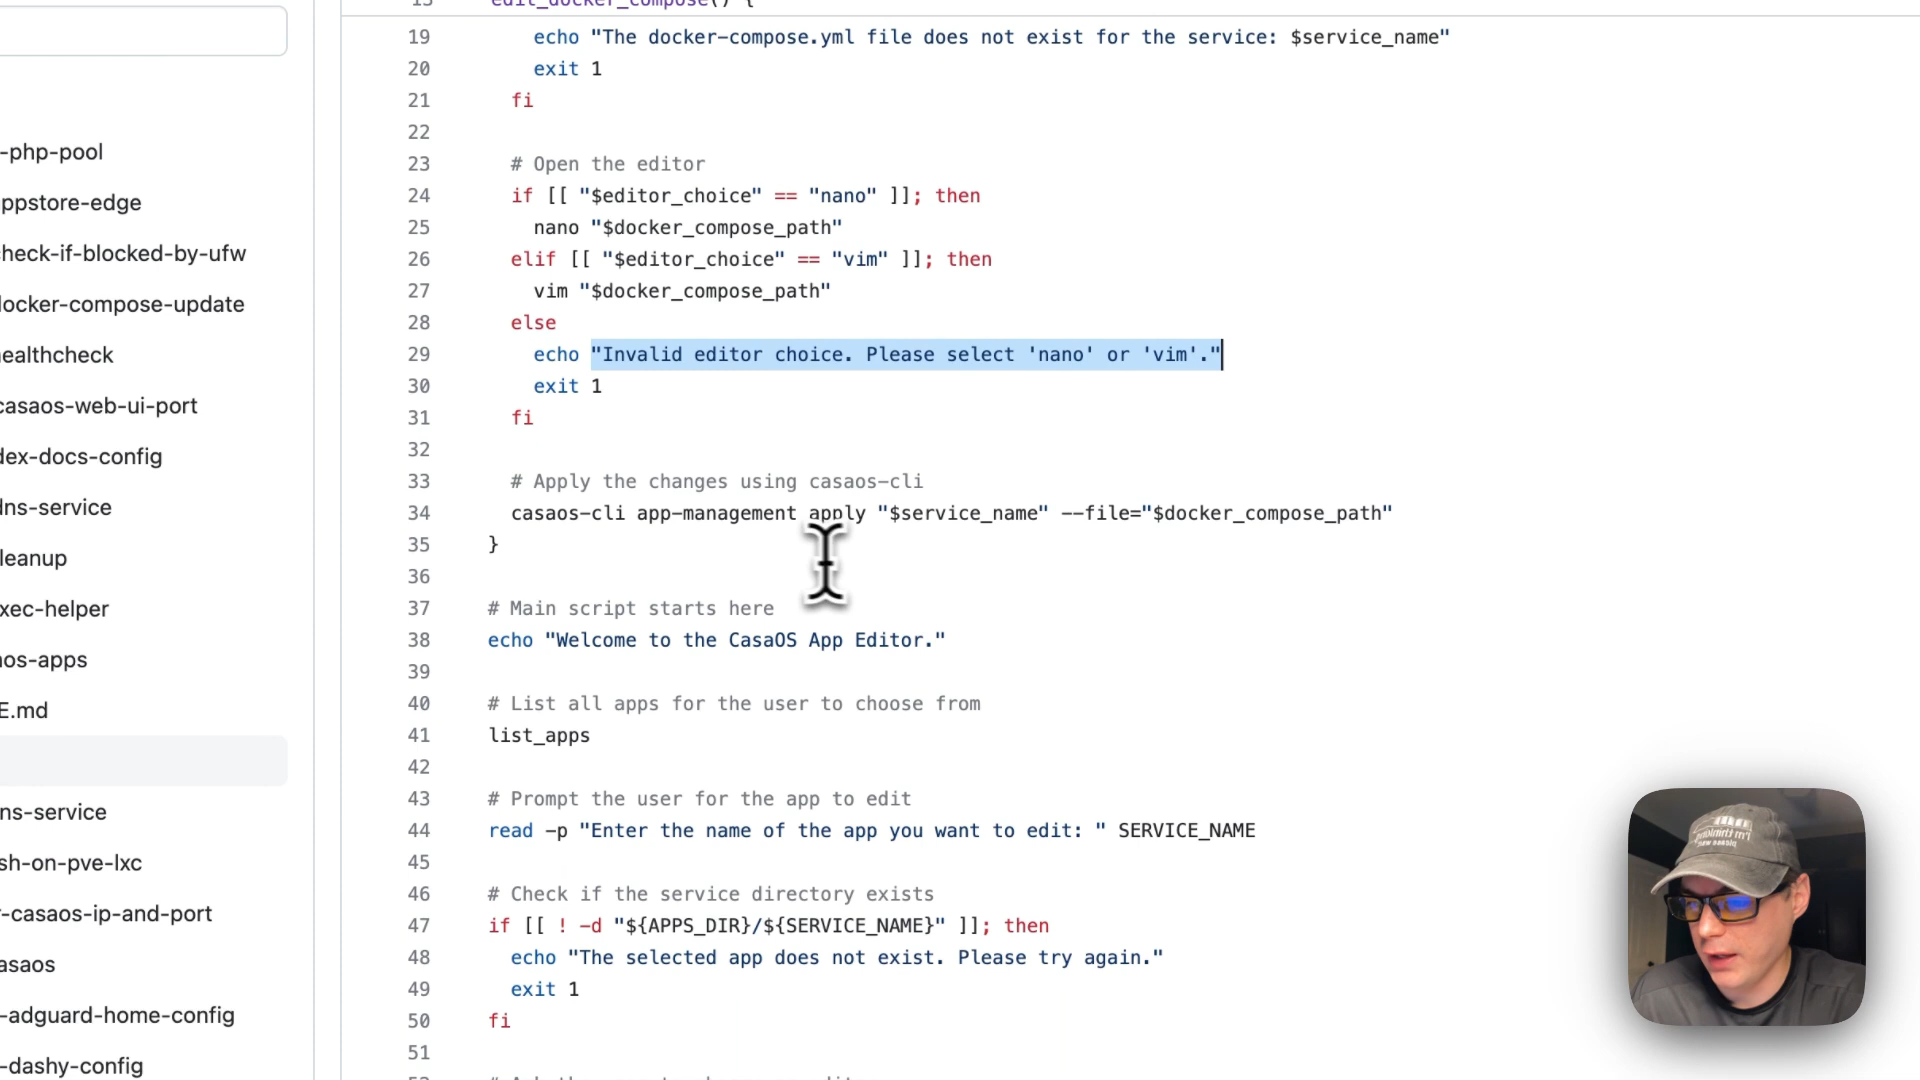 -php-pool
ppstore-edge
heck-if-blocked-by-ufw
locker-compose-update
ealthcheck
casaos-web-ui-port
dex-docs-config
dns-service
leanup
xec-helper
nos-apps
E.md
ns-service
sh-on-pve-lxc
-casaos-ip-and-port
asaos
-adguard-home-config
-dashy-config
edit_docker_compose() {
19 echo "The docker-compose.yml file does not exist for the service: $service_name"
20 exit 1
21 fi
22
23 # Open the editor
24 if [[ "$editor_choice" == "nano" ]]; then
25 nano "$docker_compose_path"
26 elif [[ "$editor_choice" == "vim" ]]; then
27 vim "$docker_compose_path"
28 else
29 echo "Invalid editor choice. Please select 'nano' or 'vim'."
30 exit 1
31 fi
32
33 # Apply the changes using casaos-cli
34 casaos-cli app-management apply "$service_name" --file="$docker_compose_path"
35 }
36
37 # Main script starts here
38 echo "Welcome to the CasaOS App Editor."
39
40 # List all apps for the user to choose from
41 list_apps
42
43 # Prompt the user for the app to edit
44 read -p "Enter the name of the app you want to edit: " SERVICE_NAME
45
46 # Check if the service directory exists
47 if [[ ! -d "${APPS_DIR}/${SERVICE_NAME}" ]]; then
48 echo "The selected app does not exist. Please try again."
49 exit 1
50 fi
51